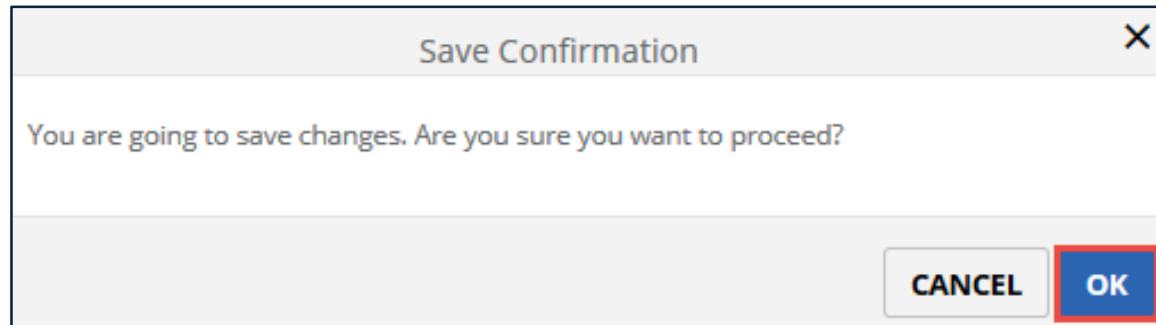 Save Confirmation
You are going to save changes. Are you sure you want to proceed?
CANCEL OK